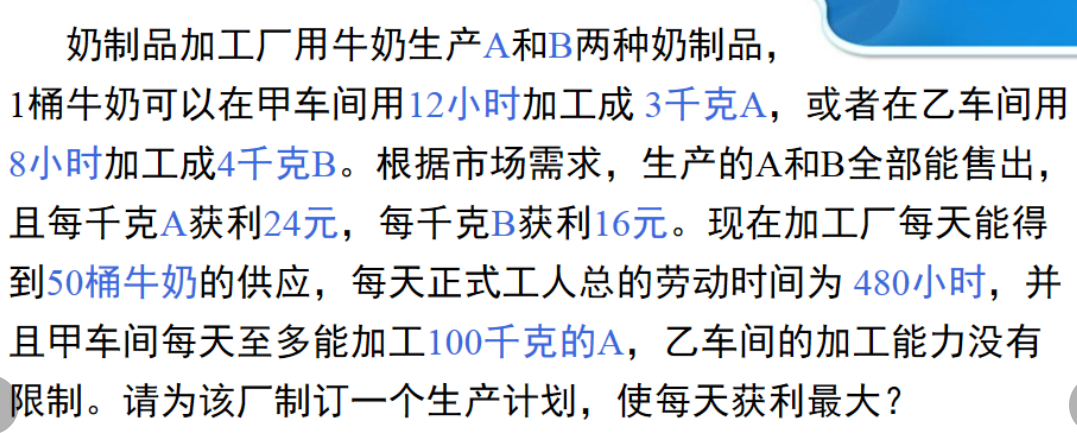 奶制品加工厂用牛奶生产A和B两种奶制品，
1桶牛奶可以在甲车间用12小时加工成 3千克A，或者在乙车间用
8小时加工成4千克B。根据市场需求，生产的A和B全部能售出，
且每千克A获利24元，每千克B获利16元。现在加工厂每天能得
到50桶牛奶的供应，每天正式工人总的劳动时间为 480小时，并
且甲车间每天至多能加工100千克的A，乙车间的加工能力没有
限制。请为该厂制订一个生产计划，使每天获利最大？